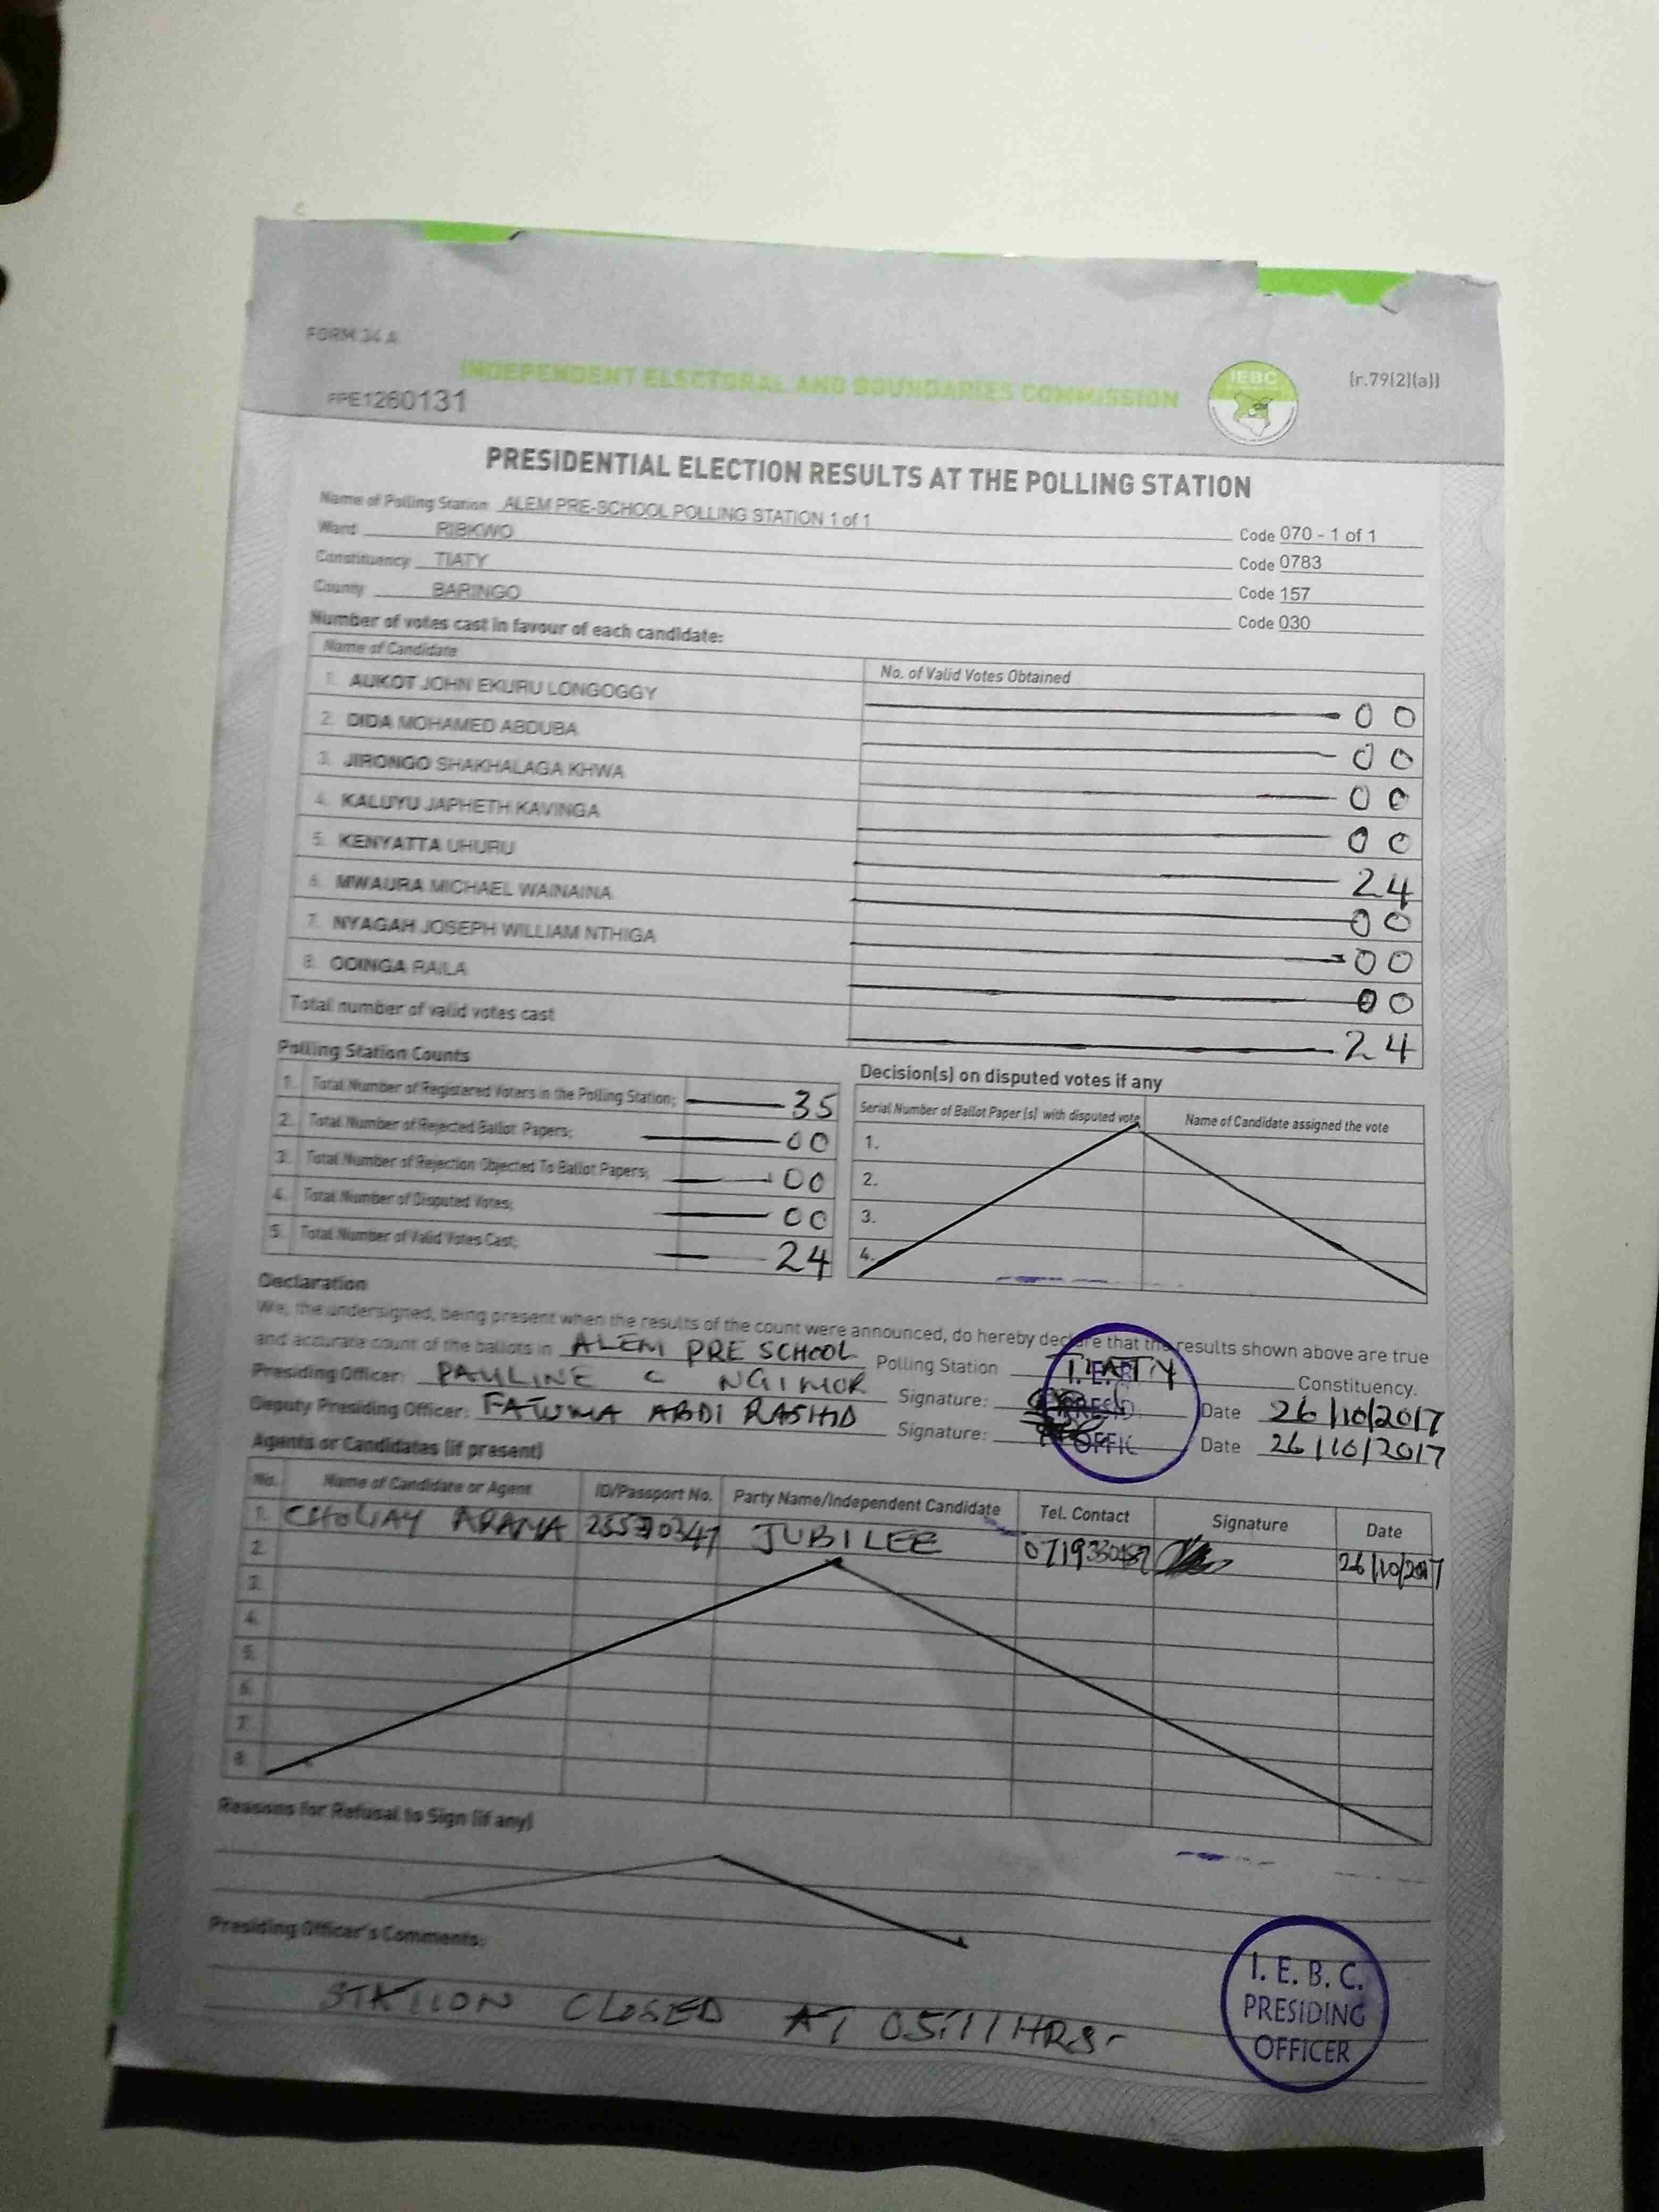 FORM 34 A
INDEPENDENT ELECTORAL AND BOUNDARIES COMMISSION
IEBC
(r.79(2)(a))
FPE1260131
PRESIDENTIAL ELECTION RESULTS AT THE POLLING STATION
Name of Polling Station ALEM PRE-SCHOOL POLLING STATION 1 of 1 Code 070 - 1 of 1
Ward RIBKWO Code 0783
Constituency TIATY Code 157
County BARINGO Code 030
Number of votes cast in favour of each candidate:
Name of Candidate No. of Valid Votes Obtained
1. AUKOT JOHN EKURU LONGOGGY 00
2. DIDA MOHAMED ABDUBA 00
3. JIRONGO SHAKHALAGA KHWA 00
4. KALUYU JAPHETH KAVINGA 00
5. KENYATTA UHURU 24
6. MWAURA MICHAEL WAINAINA 00
7. NYAGAH JOSEPH WILLIAM NTHIGA 00
8. ODINGA RAILA 00
Total number of valid votes cast 24
Polling Station Counts
1. Total Number of Registered Voters in the Polling Station; 35
2. Total Number of Rejected Ballot Papers; 00
3. Total Number of Rejection Objected To Ballot Papers; 00
4. Total Number of Disputed Votes; 00
5. Total Number of Valid Votes Cast; 24
Decision(s) on disputed votes if any
Serial Number of Ballot Paper (s) with disputed vote Name of Candidate assigned the vote
1.
2.
3.
4.
Declaration
We, the undersigned, being present when the results of the count were announced, do hereby declare that the results shown above are true
and accurate count of the ballots in ALEM PRE SCHOOL Polling Station TIATY Constituency.
Presiding Officer: PAULINE C NGIMOR Signature: Date 26/10/2017
Deputy Presiding Officer: FATUMA ABDI RASHID Signature: Date 26/10/2017
Agents or Candidates (if present)
No. Name of Candidate or Agent ID/Passport No. Party Name/Independent Candidate Tel. Contact Signature Date
1. ARAMA JUBILEE 26/10/2017
2.
3.
4.
5.
6.
7.
8.
Reasons for Refusal to Sign (if any)
Presiding Officer's Comments:
STATION CLOSED AT HRS
I. E. B. C.
PRESIDING
OFFICER